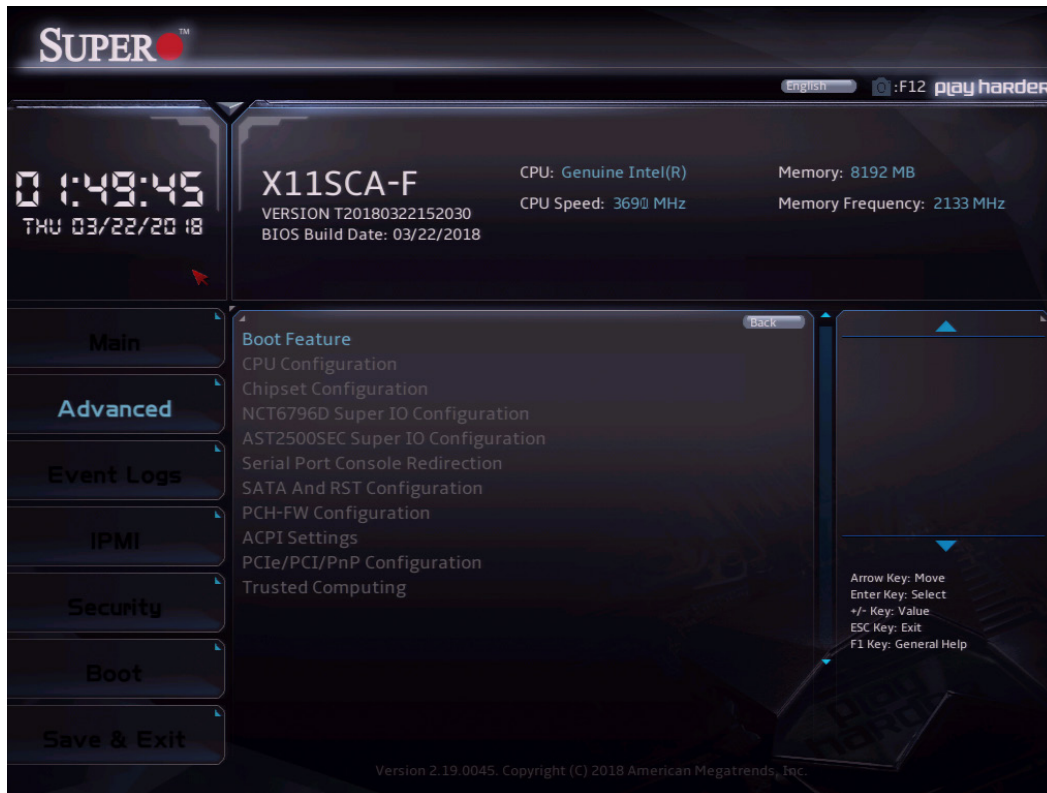 SUPER™
English :F12 play harder
01:49:45
THU 03/22/2018
X11SCA-F
VERSION T20180322152030
BIOS Build Date: 03/22/2018
CPU: Genuine Intel(R)
CPU Speed: 3690 MHz
Memory: 8192 MB
Memory Frequency: 2133 MHz
Main
Advanced
Event Logs
IPMI
Security
Boot
Save & Exit
Back
Boot Feature
CPU Configuration
Chipset Configuration
NCT6796D Super IO Configuration
AST2500SEC Super IO Configuration
Serial Port Console Redirection
SATA And RST Configuration
PCH-FW Configuration
ACPI Settings
PCIe/PCI/PnP Configuration
Trusted Computing
Arrow Key: Move
Enter Key: Select
+/- Key: Value
ESC Key: Exit
F1 Key: General Help
PLAY
HARDER
Version 2.19.0045. Copyright (C) 2018 American Megatrends, Inc.